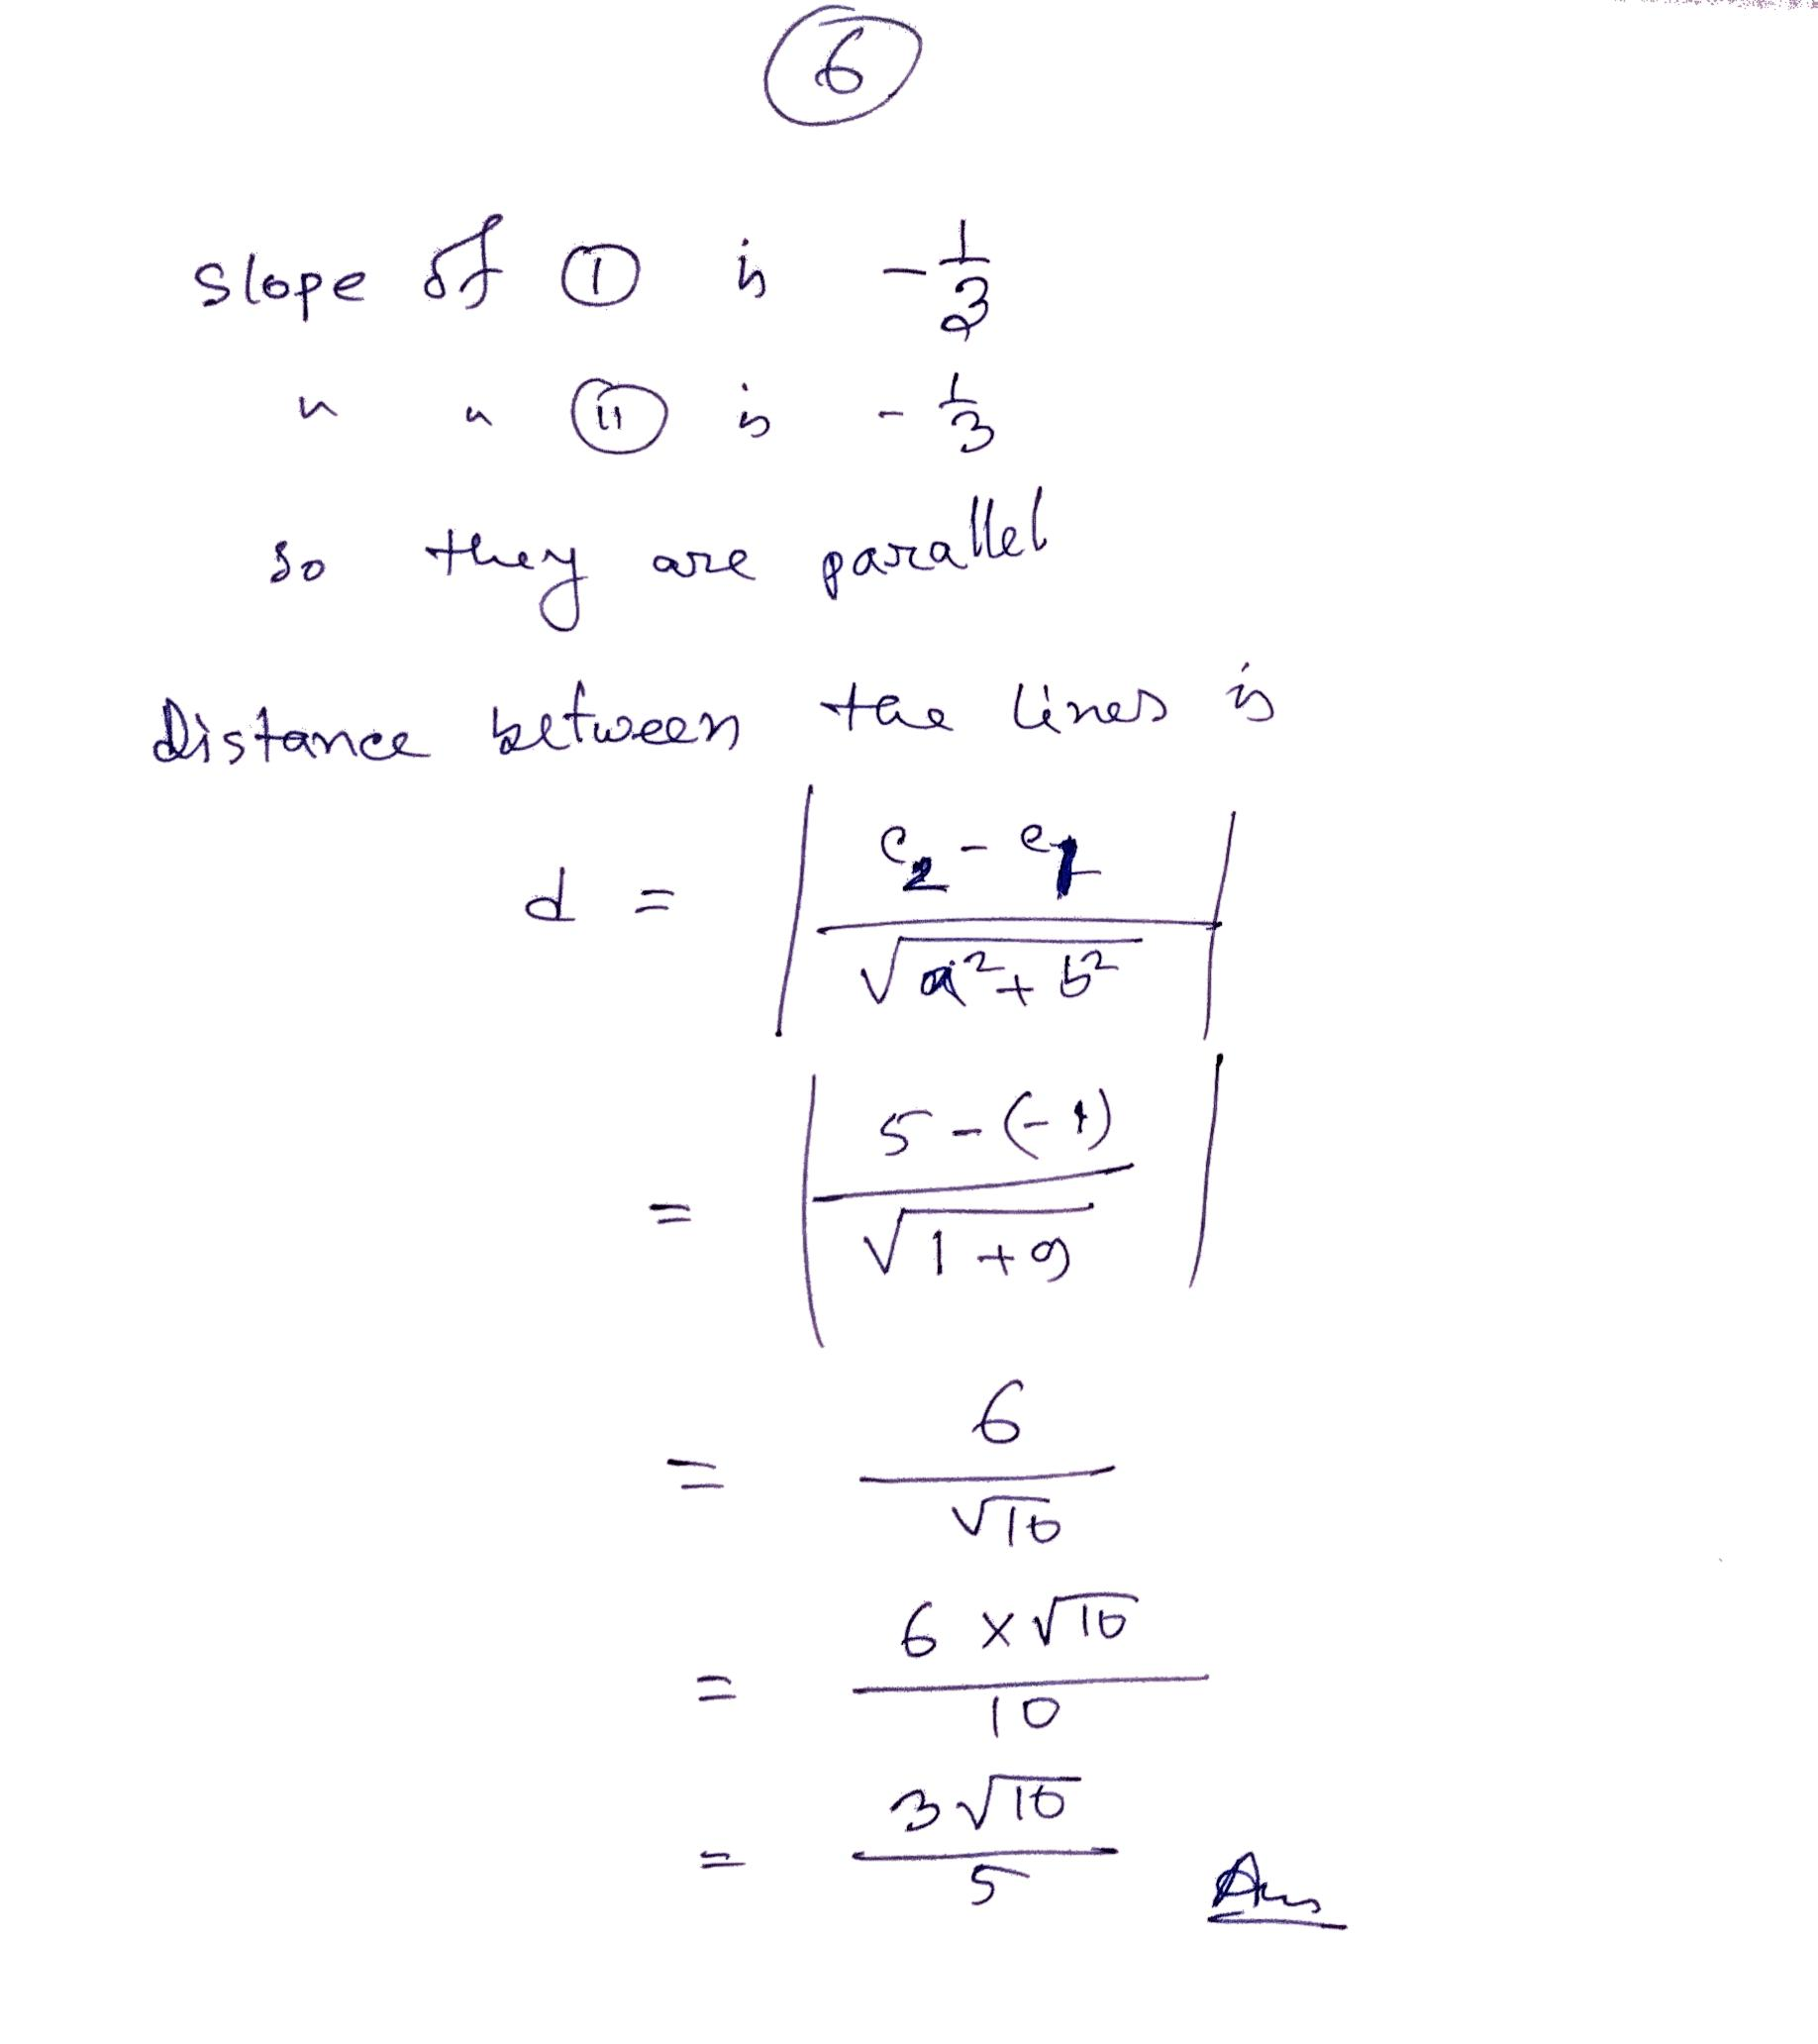 6
Slope of (i) is -1/3
" " (ii) is -1/3
So they are parallel
Distance between the lines is
d = | (c₂ - c₁) / √(a² + b²) |
= | (5 - (-1)) / √(1 + 9) |
= 6 / √10
= (6 × √10) / 10
= 3√10 / 5 Ans